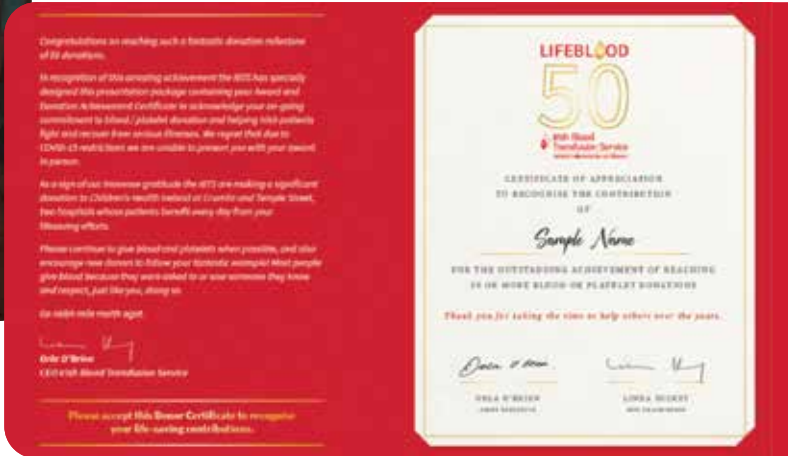 Congratulations on reaching such a fantastic donation milestone
of 50 donations.
In recognition of this amazing achievement the IBTS has specially
designed this presentation package containing your Award and
Donation Achievement Certificate to acknowledge your on-going
commitment to blood / platelet donation and helping Irish patients
fight and recover from serious illnesses. We regret that due to
COVID-19 restrictions we are unable to present you with your award
in person.
As a sign of our immense gratitude the IBTS are making a significant
donation to Children's Health Ireland at Crumlin and Temple Street,
two hospitals whose patients benefit every day from your
lifesaving efforts.
Please continue to give blood and platelets when possible, and also
encourage new donors to follow your fantastic example! Most people
give blood because they were asked to or saw someone they know
and respect, just like you, doing so.
Go raibh míle maith agat.
Orla O'Brien
CEO Irish Blood Transfusion Service
Please accept this Donor Certificate to recognise
your life-saving contributions.
LIFEBLOOD
50
Irish Blood
Transfusion Service
CERTIFICATE OF APPRECIATION
TO RECOGNISE THE CONTRIBUTION
OF
Sample Name
FOR THE OUTSTANDING ACHIEVEMENT OF REACHING
50 OR MORE BLOOD OR PLATELET DONATIONS
Thank you for taking the time to help others over the years.
Orla O'Brien
ORLA O'BRIEN
CHIEF EXECUTIVE
LINDA HICKEY